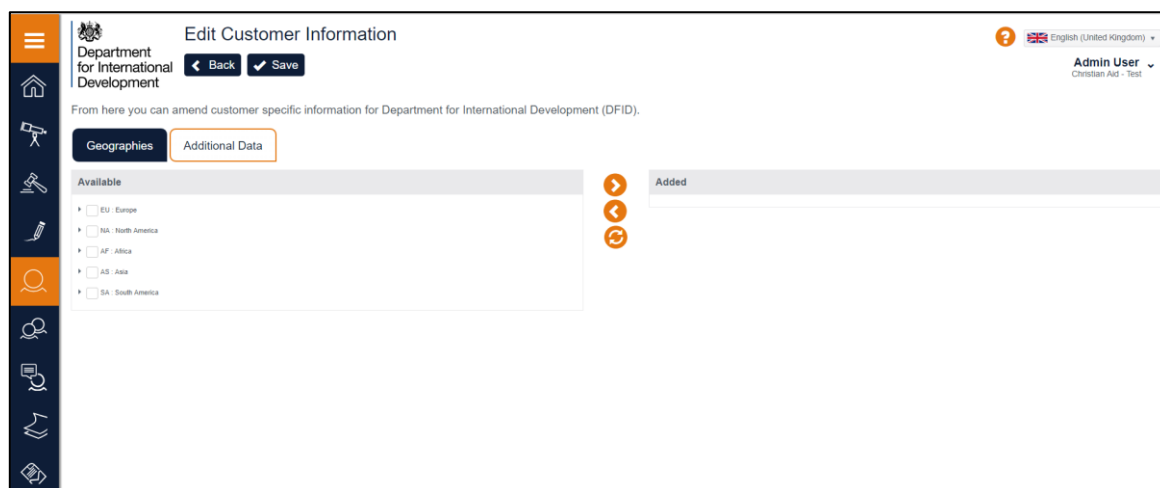 Department
for International
Development
Edit Customer Information
Back
Save
?
English (United Kingdom)
Admin User
Christian Aid - Test
From here you can amend customer specific information for Department for International Development (DFID).
Geographies
Additional Data
Available
Added
EU : Europe
NA : North America
AF : Africa
AS : Asia
SA : South America